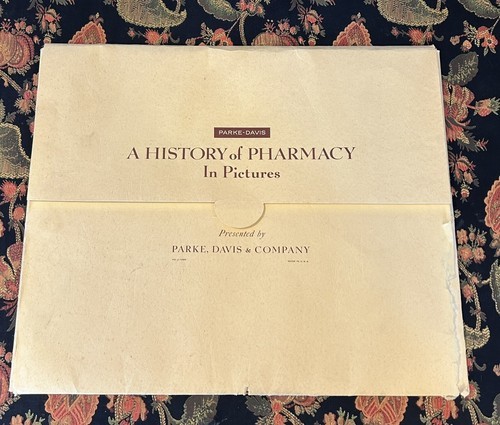 PARKE-DAVIS
A HISTORY of PHARMACY
In Pictures
Presented by
PARKE, DAVIS & COMPANY